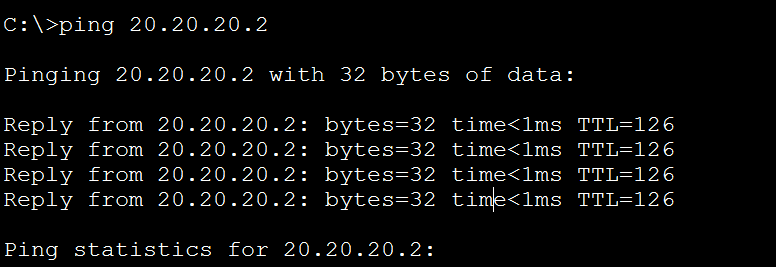 C:\>ping 20.20.20.2
Pinging 20.20.20.2 with 32 bytes of data:
Reply from 20.20.20.2: bytes=32 time<1ms TTL=126
Reply from 20.20.20.2: bytes=32 time<1ms TTL=126
Reply from 20.20.20.2: bytes=32 time<1ms TTL=126
Reply from 20.20.20.2: bytes=32 time<1ms TTL=126
Ping statistics for 20.20.20.2: